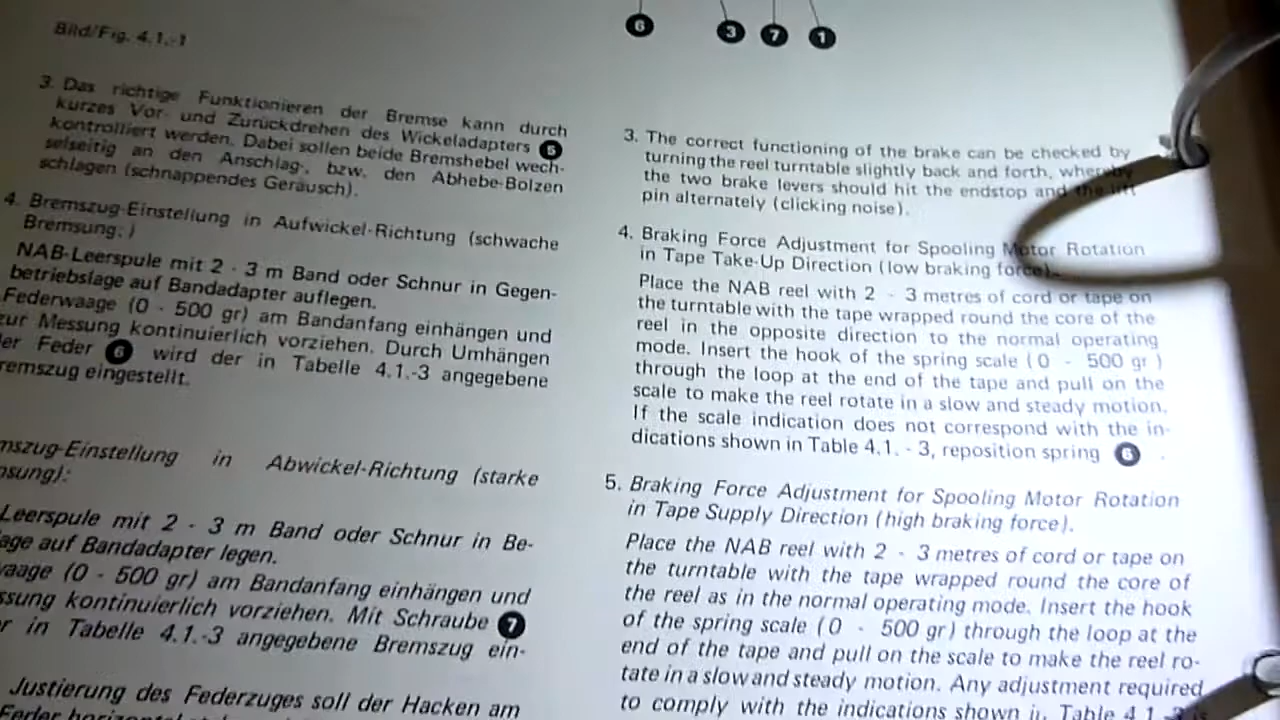 Bild/Fig. 4.1.-1
6 3 7 1
3. Das richtige Funktionieren der Bremse kann durch
kurzes Vor- und Zurückdrehen des Wickeladapters 5
kontrolliert werden. Dabei sollen beide Bremshebel wech-
selseitig an den Anschlag-, bzw. den Abhebe-Bolzen
schlagen (schnappendes Geräusch).
4. Bremszug-Einstellung in Aufwickel-Richtung (schwache
Bremsung:)
NAB-Leerspule mit 2 - 3 m Band oder Schnur in Gegen-
betriebslage auf Bandadapter auflegen.
Federwaage (0 - 500 gr) am Bandanfang einhängen und
zur Messung kontinuierlich vorziehen. Durch Umhängen
er Feder 6 wird der in Tabelle 4.1.-3 angegebene
remszug eingestellt.
mszug-Einstellung in Abwickel-Richtung (starke
sung):
Leerspule mit 2 - 3 m Band oder Schnur in Be-
age auf Bandadapter legen.
waage (0 - 500 gr) am Bandanfang einhängen und
ssung kontinuierlich vorziehen. Mit Schraube 7
r in Tabelle 4.1.-3 angegebene Bremszug ein-
Justierung des Federzuges soll der Hacken am
3. The correct functioning of the brake can be checked by
turning the reel turntable slightly back and forth, whereby
the two brake levers should hit the endstop and the lift
pin alternately (clicking noise).
4. Braking Force Adjustment for Spooling Motor Rotation
in Tape Take-Up Direction (low braking force).
Place the NAB reel with 2 - 3 metres of cord or tape on
the turntable with the tape wrapped round the core of the
reel in the opposite direction to the normal operating
mode. Insert the hook of the spring scale (0 - 500 gr)
through the loop at the end of the tape and pull on the
scale to make the reel rotate in a slow and steady motion.
If the scale indication does not correspond with the in-
dications shown in Table 4.1. - 3, reposition spring 6 .
5. Braking Force Adjustment for Spooling Motor Rotation
in Tape Supply Direction (high braking force).
Place the NAB reel with 2 - 3 metres of cord or tape on
the turntable with the tape wrapped round the core of
the reel as in the normal operating mode. Insert the hook
of the spring scale (0 - 500 gr) through the loop at the
end of the tape and pull on the scale to make the reel ro-
tate in a slow and steady motion. Any adjustment required
to comply with the indications shown in Table 4.1